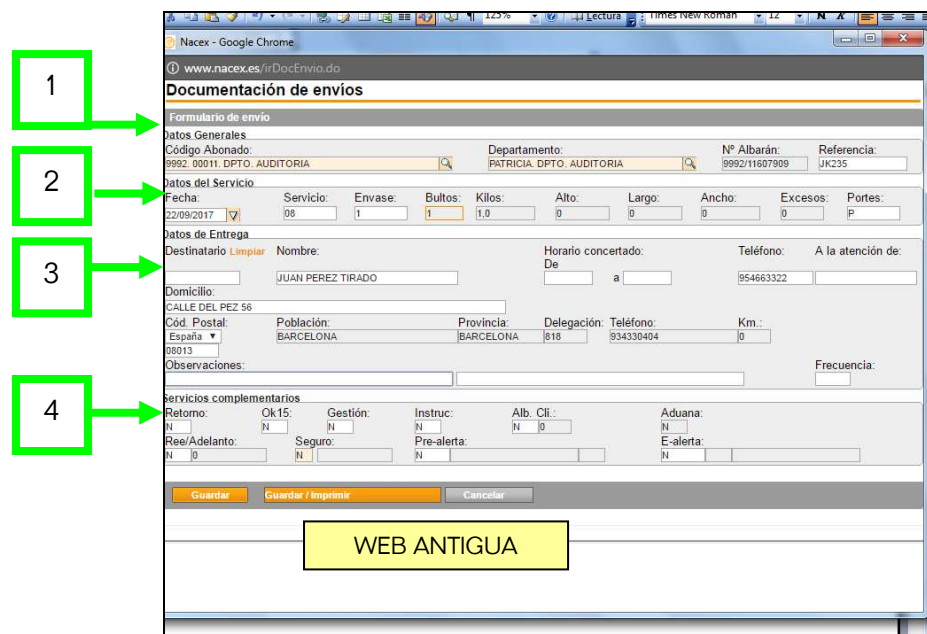 125% Lectura Times New Roman 12 N K
Nacex - Google Chrome
www.nacex.es/irDocEnvio.do
1
Documentación de envíos
Formulario de envío
Datos Generales
Código Abonado: Departamento: Nº Albarán: Referencia:
9992. 00011. DPTO. AUDITORIA PATRICIA. DPTO. AUDITORIA 9992/11607909 JK235
2
Datos del Servicio
Fecha: Servicio: Envase: Bultos: Kilos: Alto: Largo: Ancho: Excesos: Portes:
22/09/2017 08 1 1 1,0 0 0 0 0 P
3
Datos de Entrega
Destinatario Limpiar Nombre: Horario concertado: Teléfono: A la atención de:
De
JUAN PEREZ TIRADO a 954663322
Domicilio:
CALLE DEL PEZ 56
Cód. Postal: Población: Provincia: Delegación: Teléfono: Km.:
España BARCELONA BARCELONA 818 934330404 0
08013
Observaciones: Frecuencia:
4
Servicios complementarios
Retorno: Ok15: Gestión: Instruc: Alb. Cli.: Aduana:
N N N N N 0 N
Ree/Adelanto: Seguro: Pre-alerta: E-alerta:
N 0 N N N
Guardar Guardar / Imprimir Cancelar
WEB ANTIGUA